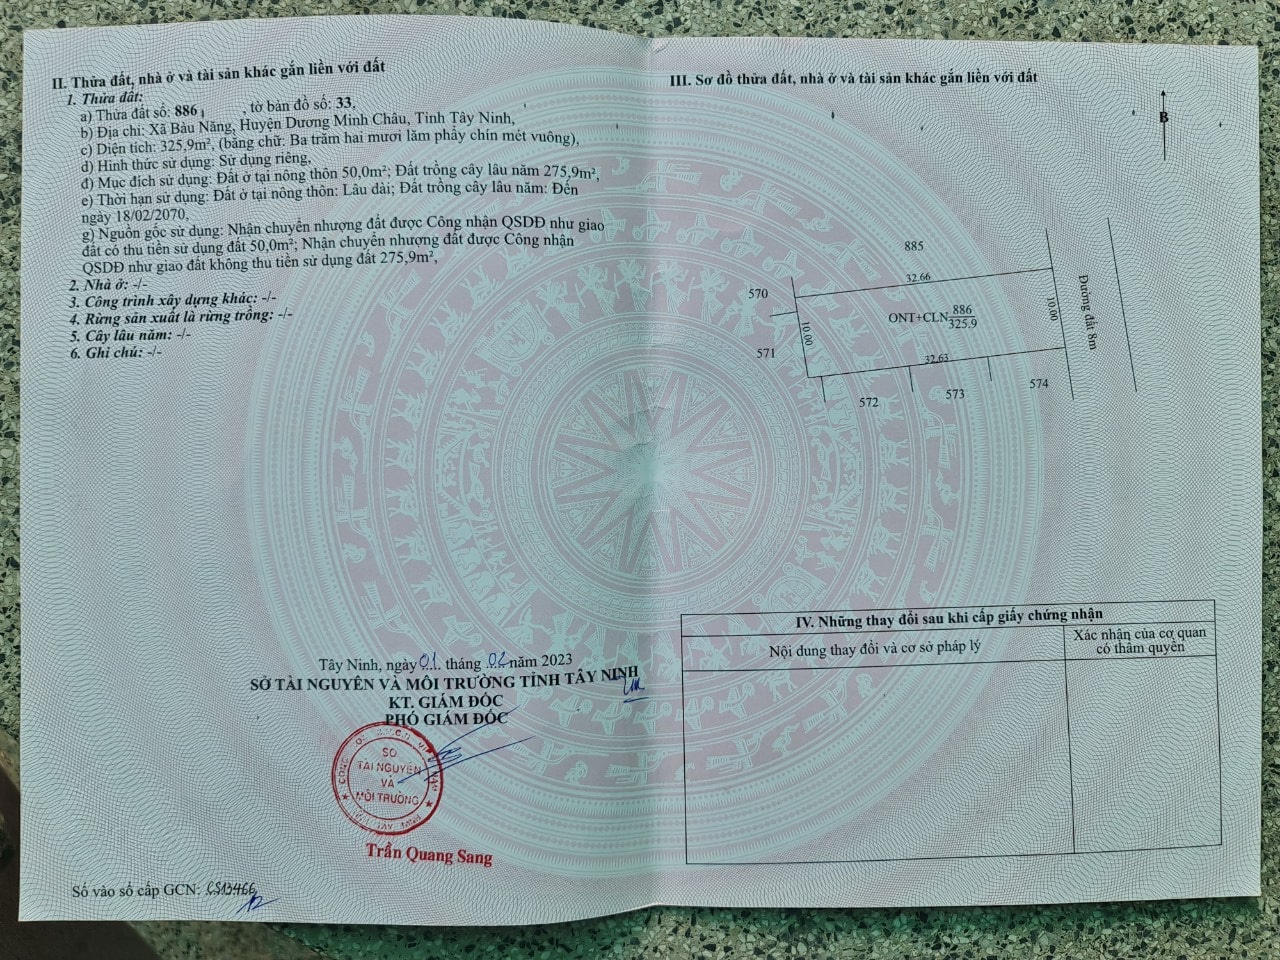 II. Thửa đất, nhà ở và tài sản khác gắn liền với đất
1. Thửa đất:
a) Thửa đất số: 886 , tờ bản đồ số: 33,
b) Địa chỉ: Xã Bàu Năng, Huyện Dương Minh Châu, Tỉnh Tây Ninh,
c) Diện tích: 325,9m², (bằng chữ: Ba trăm hai mươi lăm phẩy chín mét vuông),
d) Hình thức sử dụng: Sử dụng riêng,
đ) Mục đích sử dụng: Đất ở tại nông thôn 50,0m²; Đất trồng cây lâu năm 275,9m²,
e) Thời hạn sử dụng: Đất ở tại nông thôn: Lâu dài; Đất trồng cây lâu năm: Đến
ngày 18/02/2070,
g) Nguồn gốc sử dụng: Nhận chuyển nhượng đất được Công nhận QSDĐ như giao
đất có thu tiền sử dụng đất 50,0m²; Nhận chuyển nhượng đất được Công nhận
QSDĐ như giao đất không thu tiền sử dụng đất 275,9m²,
2. Nhà ở: -/-
3. Công trình xây dựng khác: -/-
4. Rừng sản xuất là rừng trồng: -/-
5. Cây lâu năm: -/-
6. Ghi chú: -/-
Tây Ninh, ngày 01 tháng 02 năm 2023
SỞ TÀI NGUYÊN VÀ MÔI TRƯỜNG TỈNH TÂY NINH
KT. GIÁM ĐỐC
PHÓ GIÁM ĐỐC
SỞ
TÀI NGUYÊN
VÀ
MÔI TRƯỜNG
Trần Quang Sang
Số vào sổ cấp GCN: CS13466
III. Sơ đồ thửa đất, nhà ở và tài sản khác gắn liền với đất
B
885
32.66
570
10.00
ONT+CLN 886
325.9
10.00
Đường đất 8m
571
32.63
572
573
574
IV. Những thay đổi sau khi cấp giấy chứng nhận
Nội dung thay đổi và cơ sở pháp lý
Xác nhận của cơ quan
có thẩm quyền